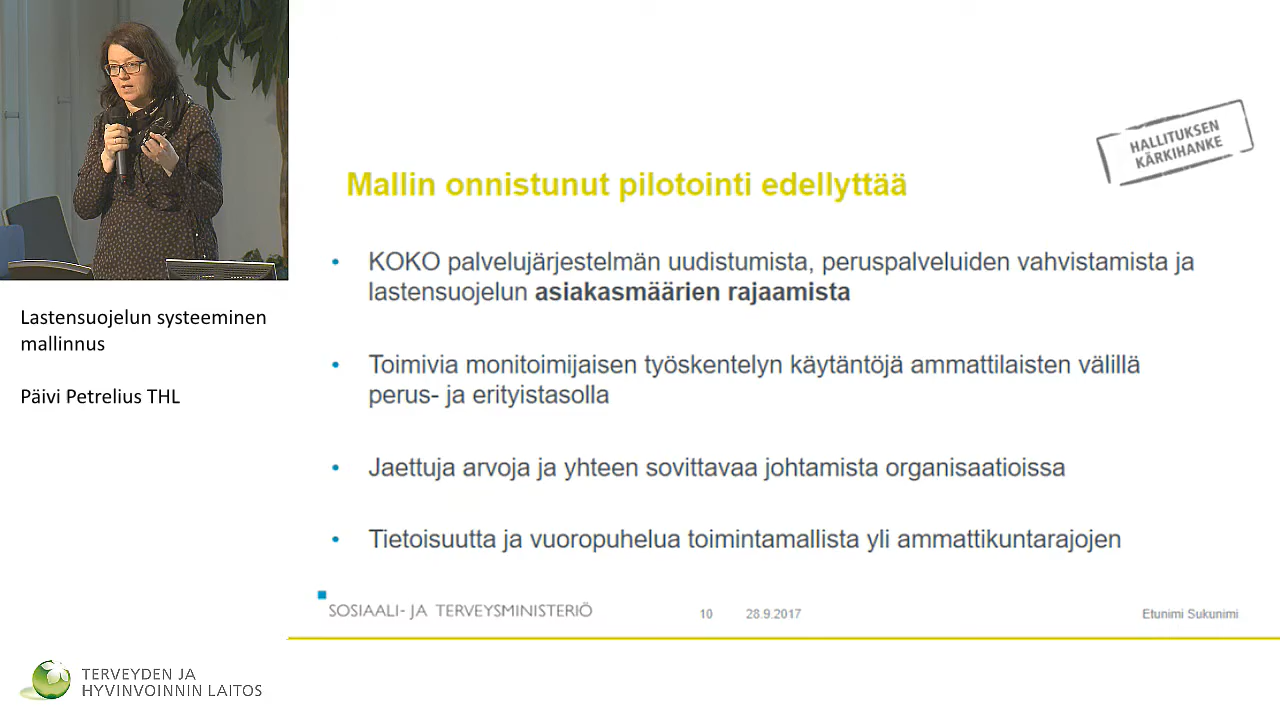 HALLITUKSEN
KÄRKIHANKE
Mallin onnistunut pilotointi edellyttää
• KOKO palvelujärjestelmän uudistumista, peruspalveluiden vahvistamista ja
lastensuojelun asiakasmäärien rajaamista
• Toimivia monitoimijaisen työskentelyn käytäntöjä ammattilaisten välillä
perus- ja erityistasolla
• Jaettuja arvoja ja yhteen sovittavaa johtamista organisaatioissa
• Tietoisuutta ja vuoropuhelua toimintamallista yli ammattikuntarajojen
SOSIAALI- JA TERVEYSMINISTERIÖ
10
28.9.2017
Etunimi Sukunimi
Lastensuojelun systeeminen
mallinnus
Päivi Petrelius THL
TERVEYDEN JA
HYVINVOINNIN LAITOS